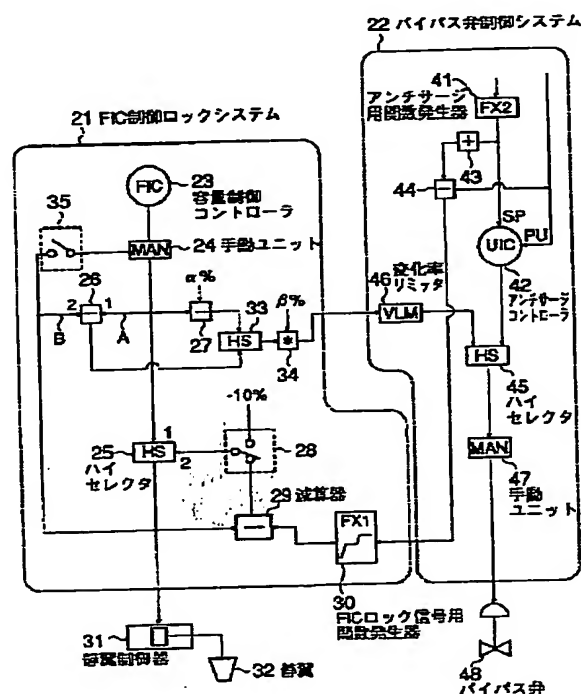 22 バイパス弁制御システム
41
アンチサージ
用関数発生器
FX2
21 FIC制御ロックシステム
+
43
44
−
FIC
23
容量制御
コントローラ
35
SP
PU
UIC
MAN
24 手動ユニット
46
変化率
リミッタ
42
アンチサージ
コントローラ
26
α%
2
1
33
β%
VLM
B
A
27
HS
*
34
HS
45
ハイ
セレクタ
-10%
1
25
HS
2
28
ハイ
セレクタ
MAN
47
手動
ユニット
29 減算器
FX1
30
FICロック信号用
関数発生器
31
静翼制御器
32 静翼
48
バイパス弁